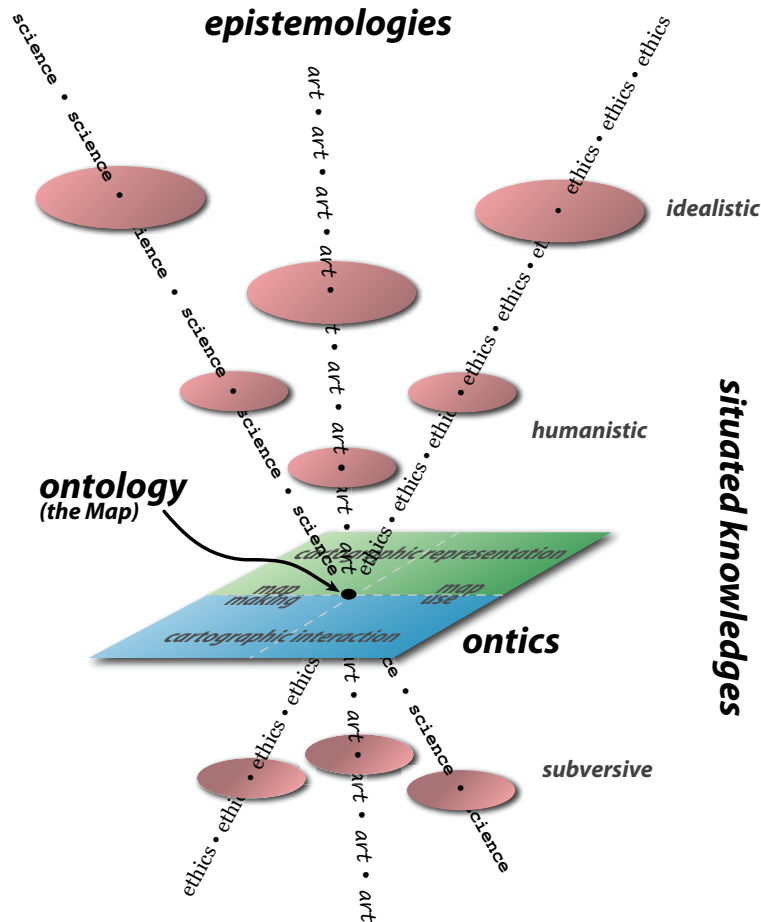 epistemologies
science • science
science • science • science • science
art • art • art • art
art • art • art • art
ethics • ethics • ethics
ethics • ethics • ethics • ethics
idealistic
humanistic
situated knowledges
ontology
(the Map)
cartographic representation
map
making
map
use
cartographic interaction
ontics
ethics • ethics • ethics
art • art • art • art
science • science
subversive